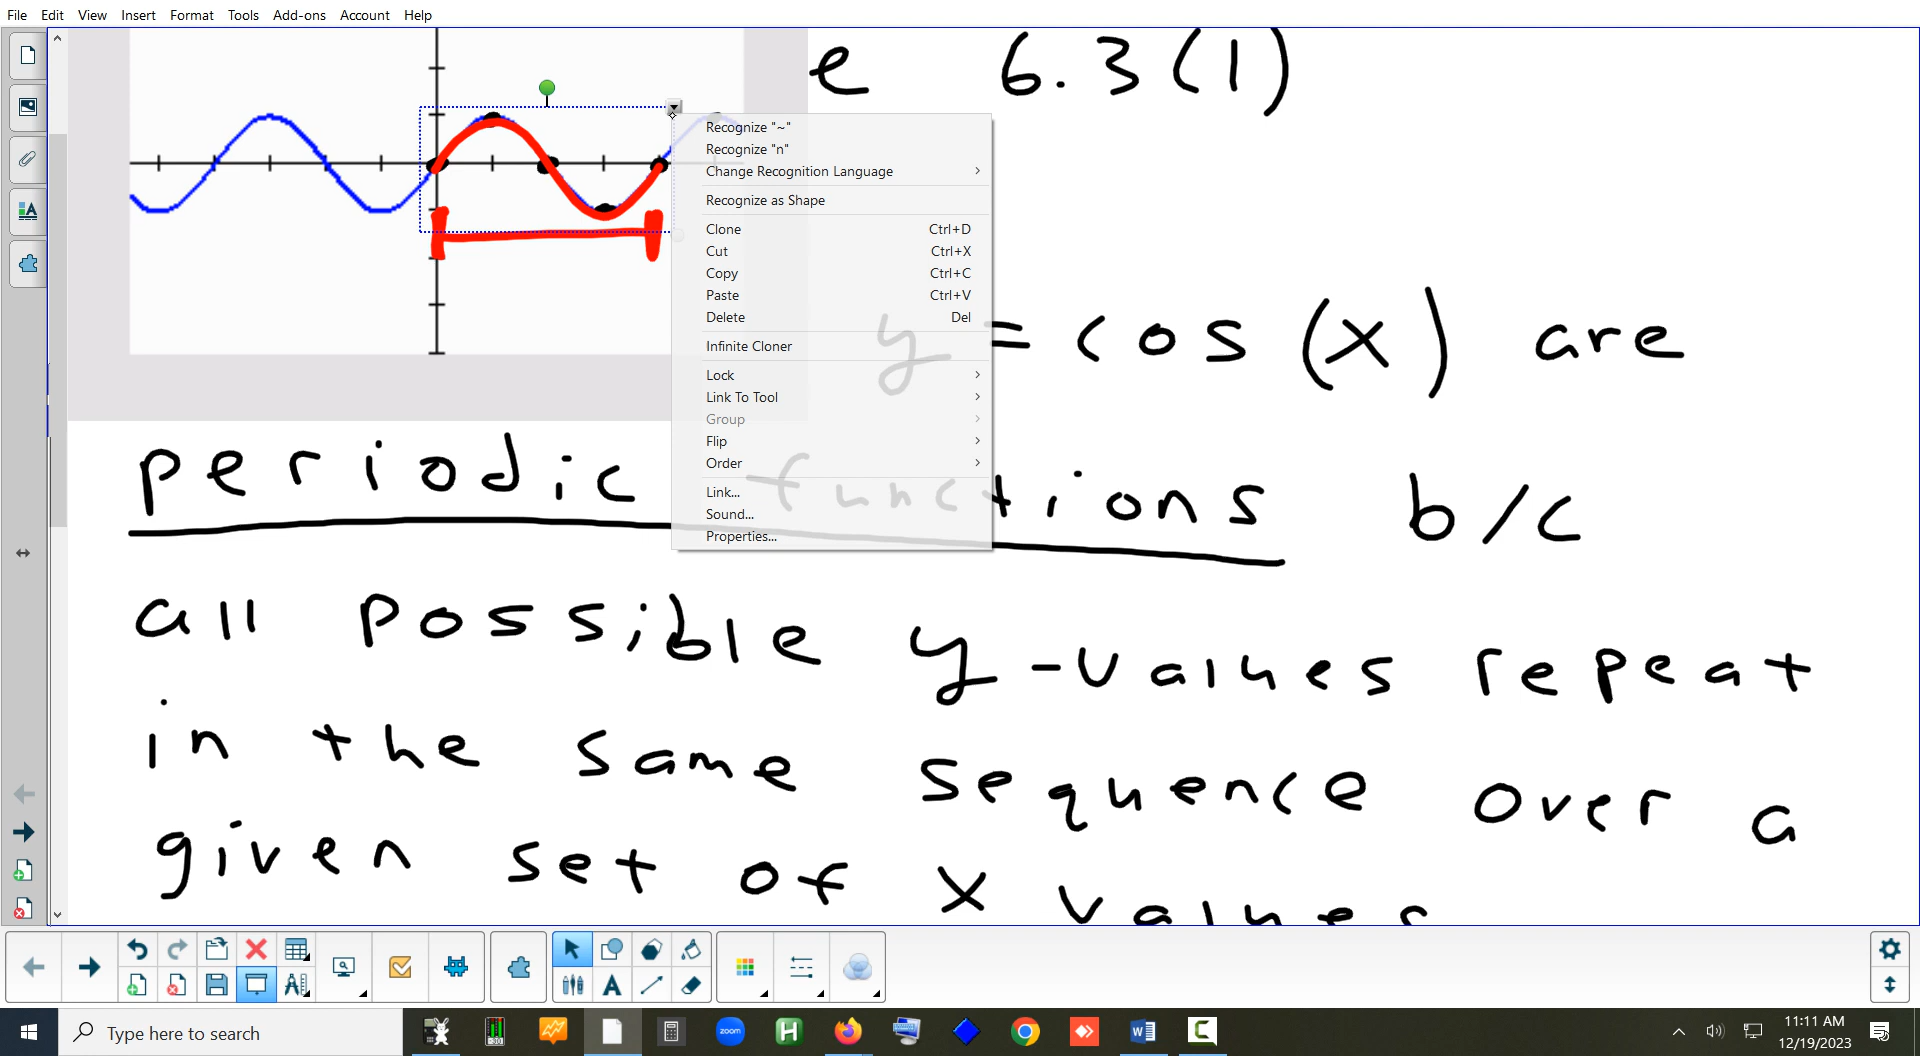 File Edit View Insert Format Tools Add-ons Account Help
e 6.3(1)
Recognize "~"
Recognize "n"
Change Recognition Language
Recognize as Shape
Clone Ctrl+D
Cut Ctrl+X
Copy Ctrl+C
Paste Ctrl+V
Delete Del
Infinite Cloner
Lock
Link To Tool
Group
Flip
Order
Link...
Sound...
Properties...
y = cos (x) are
periodic functions b/c
all possible y-values repeat
in the same sequence over a
given set of x values
Type here to search
zoom
11:11 AM
12/19/2023